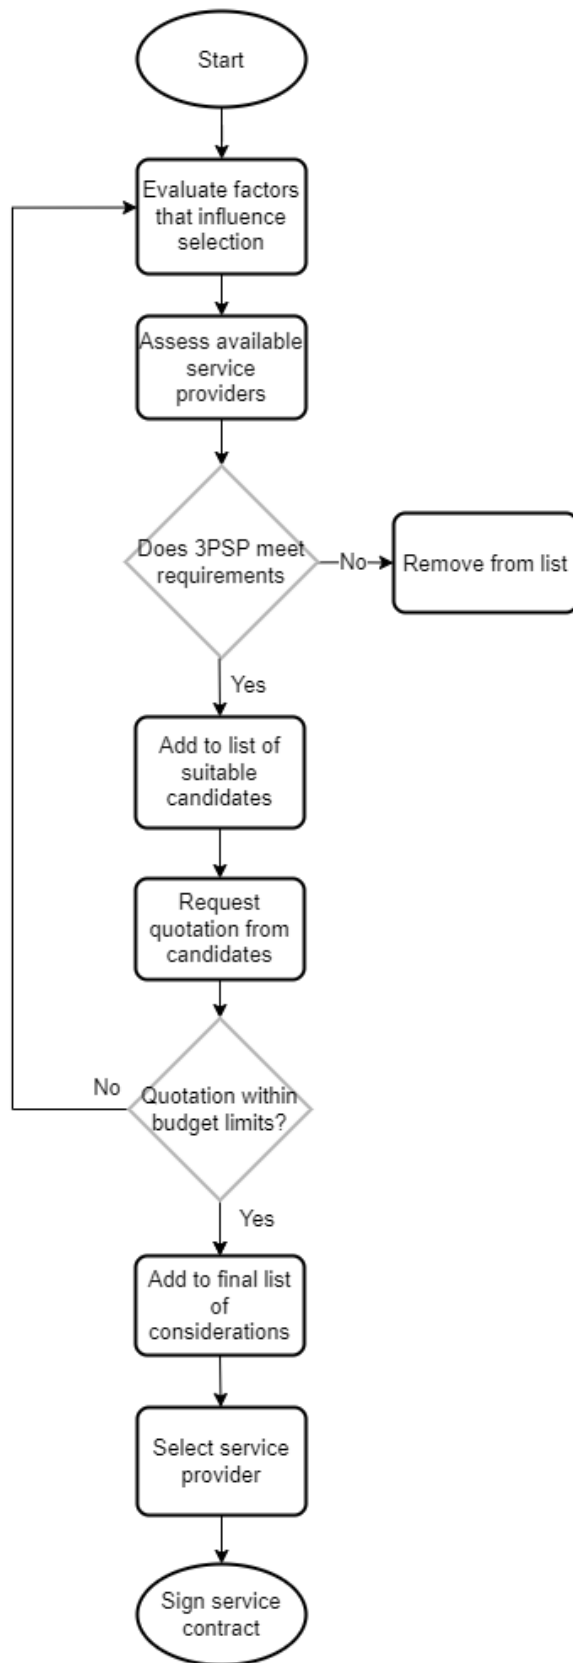 Start
Evaluate factors
that influence
selection
Assess available
service
providers
Does 3PSP meet
requirements
No
Remove from list
Yes
Add to list of
suitable
candidates
Request
quotation from
candidates
No
Quotation within
budget limits?
Yes
Add to final list
of
considerations
Select service
provider
Sign service
contract